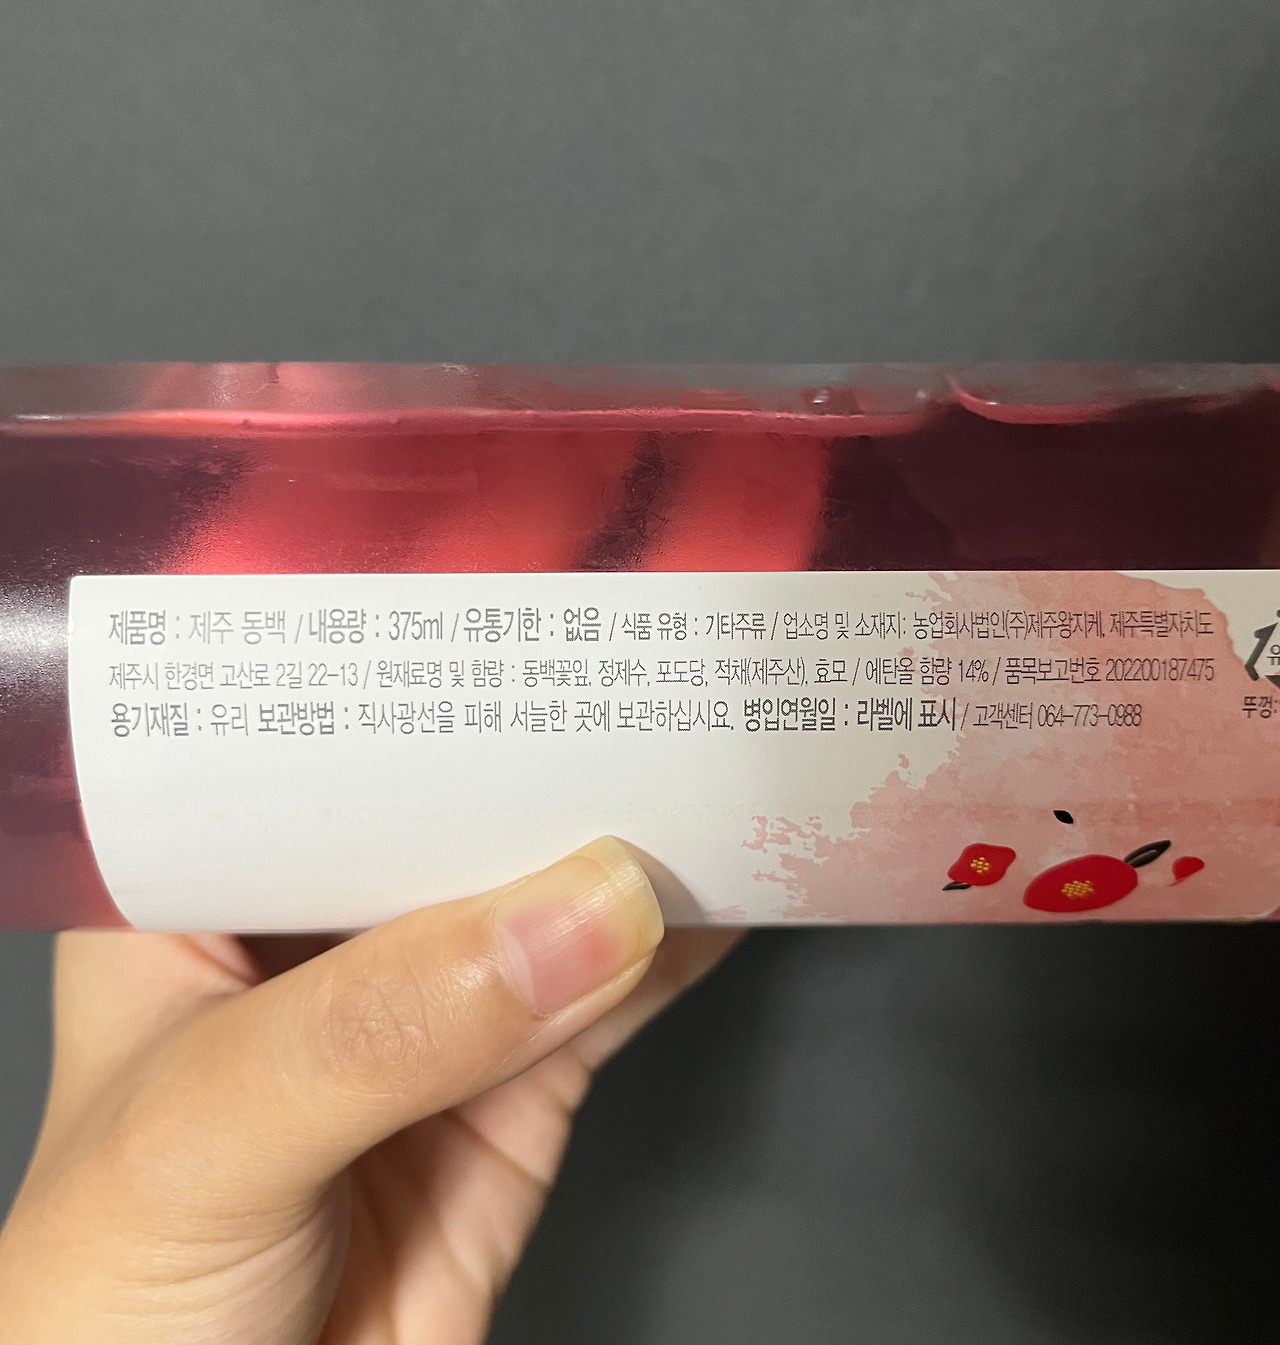 제품명 : 제주 동백 / 내용량 : 375ml / 유통기한 : 없음 / 식품 유형 : 기타주류 / 업소명 및 소재지: 농업회사법인(주)제주왕지케, 제주특별자치도
제주시 한경면 고산로 2길 22-13 / 원재료명 및 함량 : 동백꽃잎, 정제수, 포도당, 적채(제주산), 효모 / 에탄올 함량 14% / 품목보고번호 202200187475
용기재질 : 유리 보관방법 : 직사광선을 피해 서늘한 곳에 보관하십시요. 병입연월일 : 라벨에 표시 / 고객센터 064-773-0988
유
뚜껑: